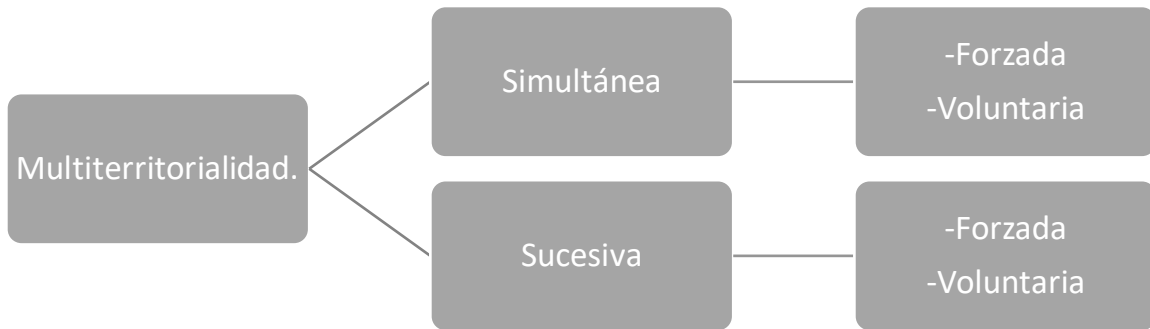 Multiterritorialidad.
Simultánea
-Forzada
-Voluntaria
Sucesiva
-Forzada
-Voluntaria